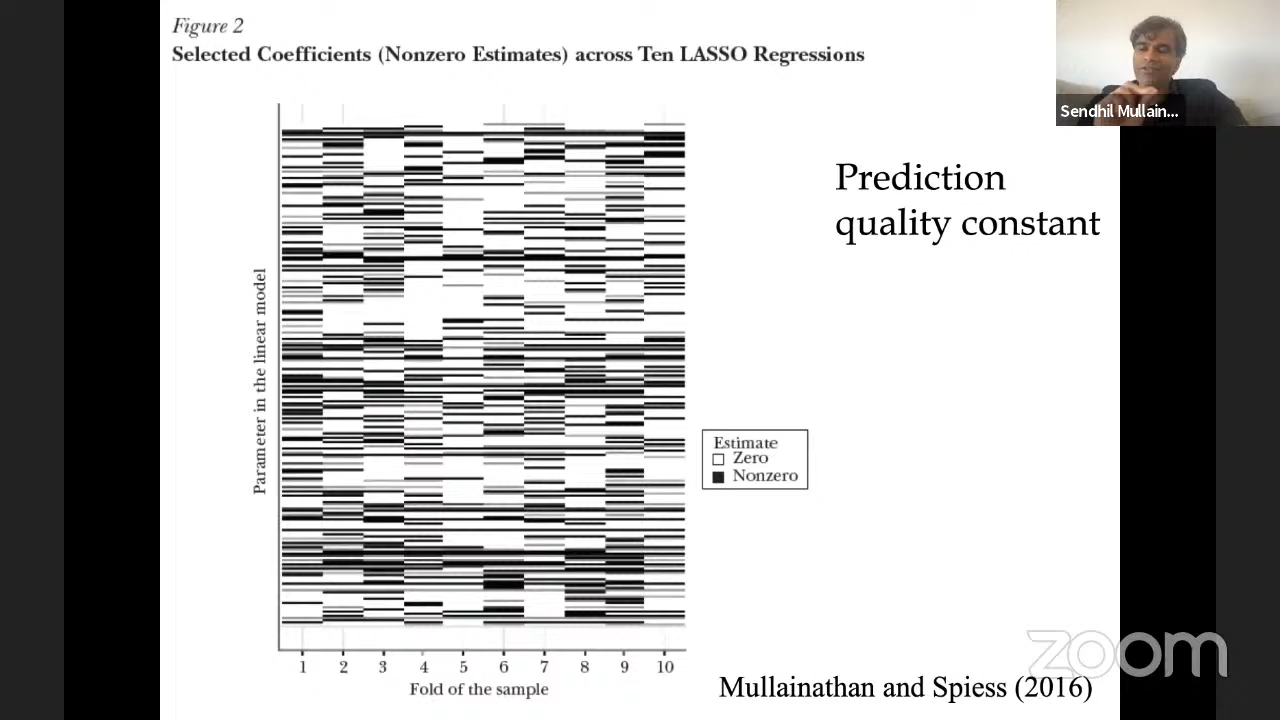 Figure 2
Selected Coefficients (Nonzero Estimates) across Ten LASSO Regressions
Sendhil Mullain...
Prediction
quality constant
Parameter in the linear model
Estimate
Zero
Nonzero
1 2 3 4 5 6 7 8 9 10
Fold of the sample
zoom
Mullainathan and Spiess (2016)